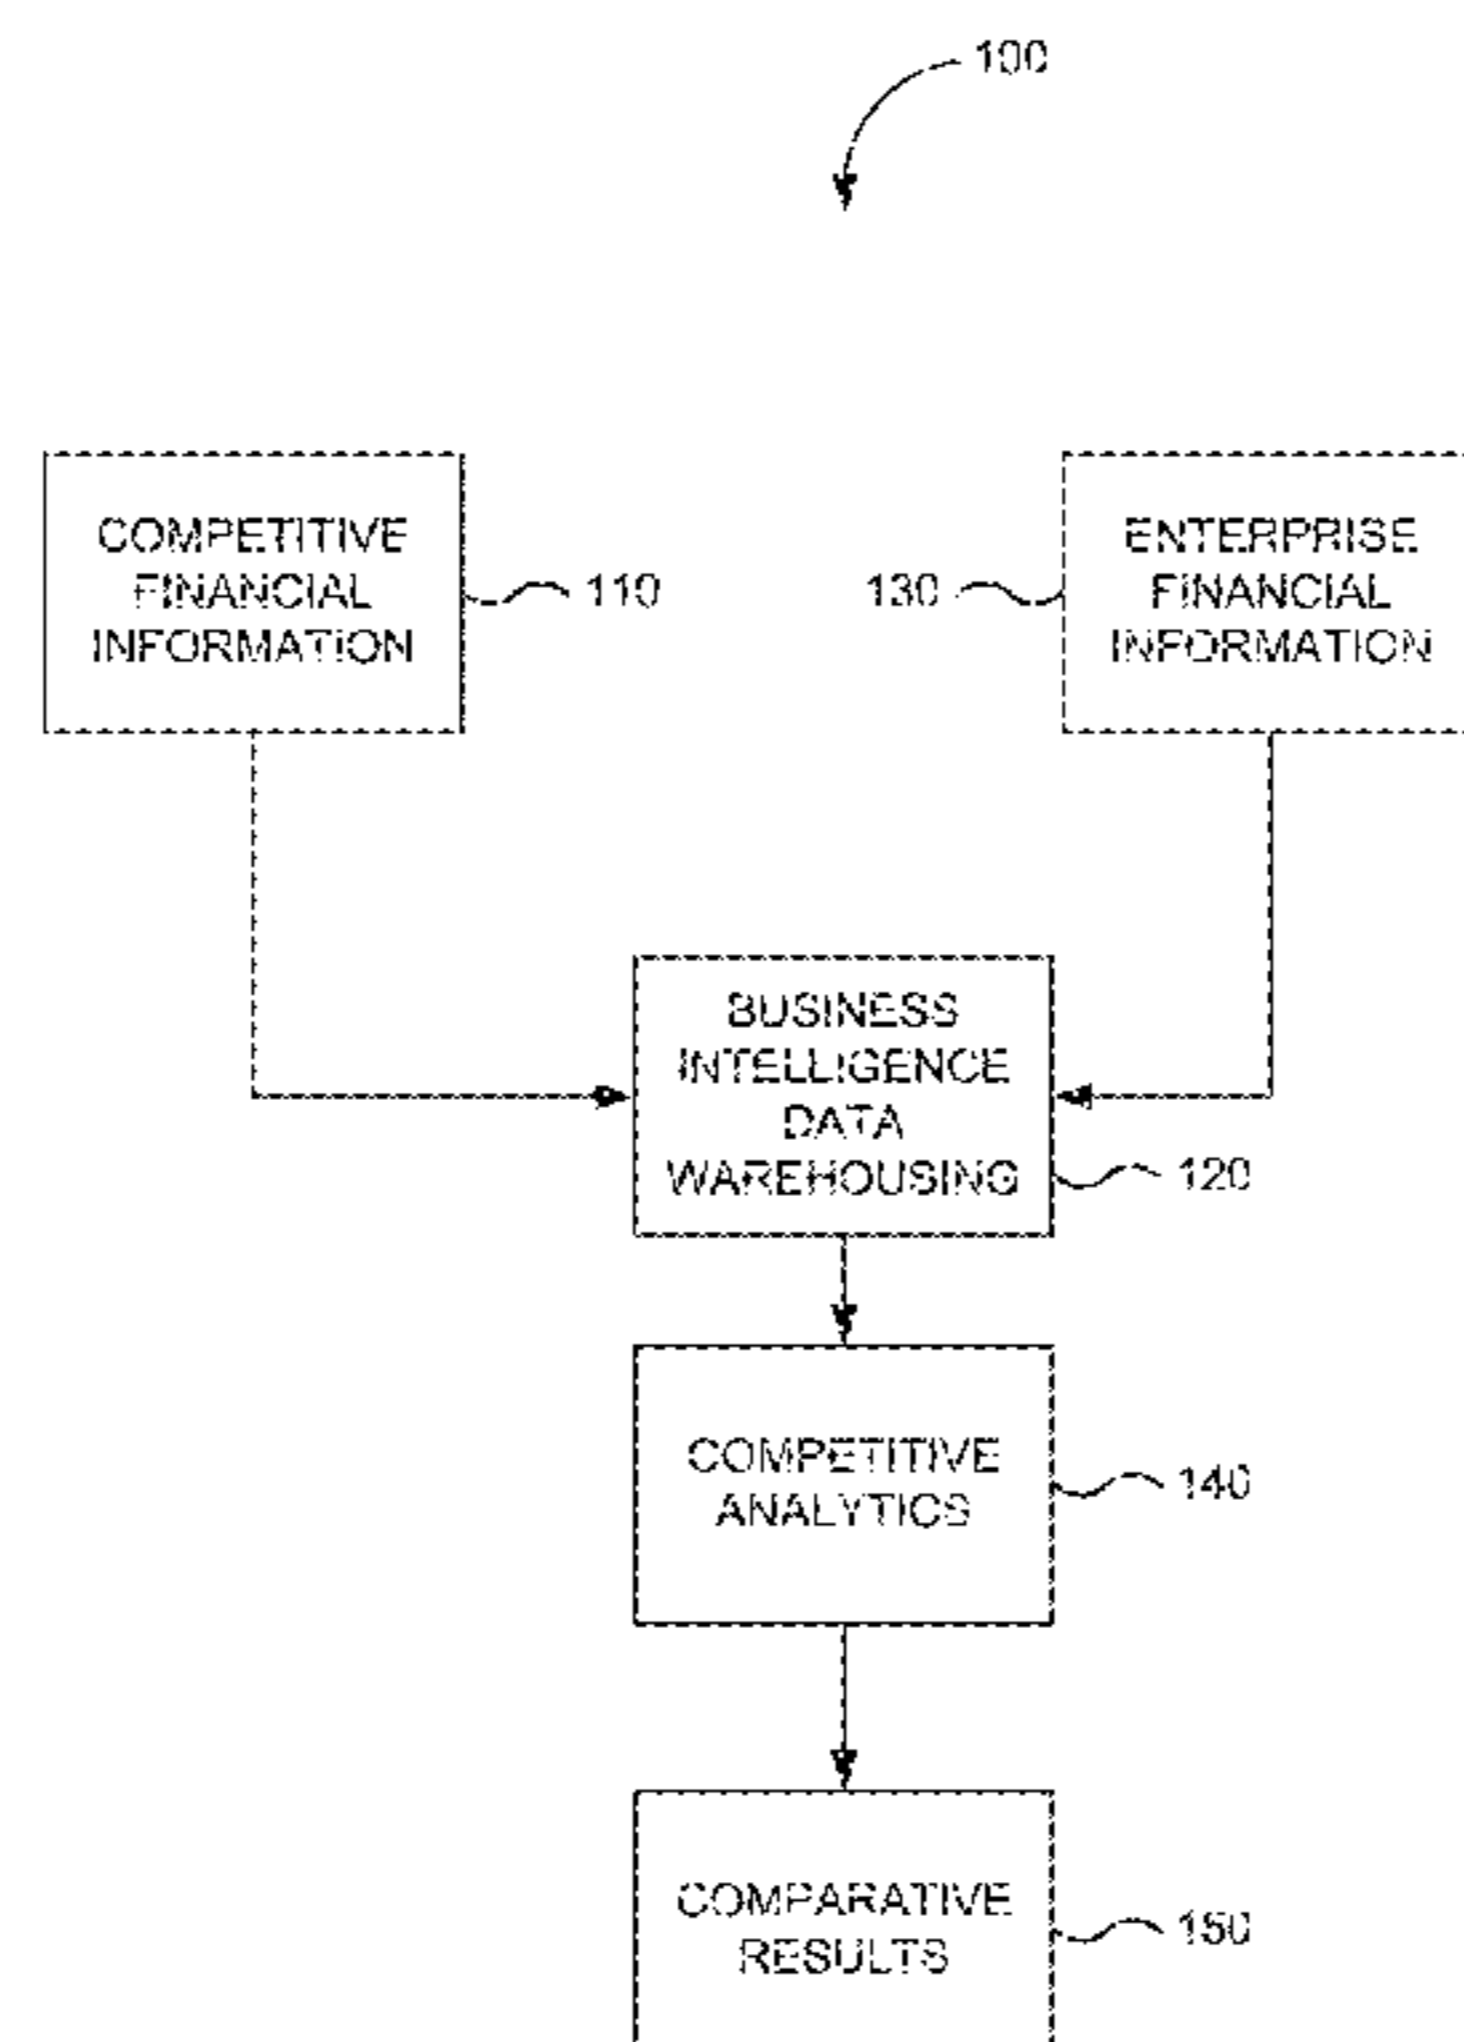 100
COMPETITIVE
FINANCIAL
INFORMATION
110
130
ENTERPRISE
FINANCIAL
INFORMATION
BUSINESS
INTELLIGENCE
DATA
WAREHOUSING
120
COMPETITIVE
ANALYTICS
140
COMPARATIVE
RESULTS
150